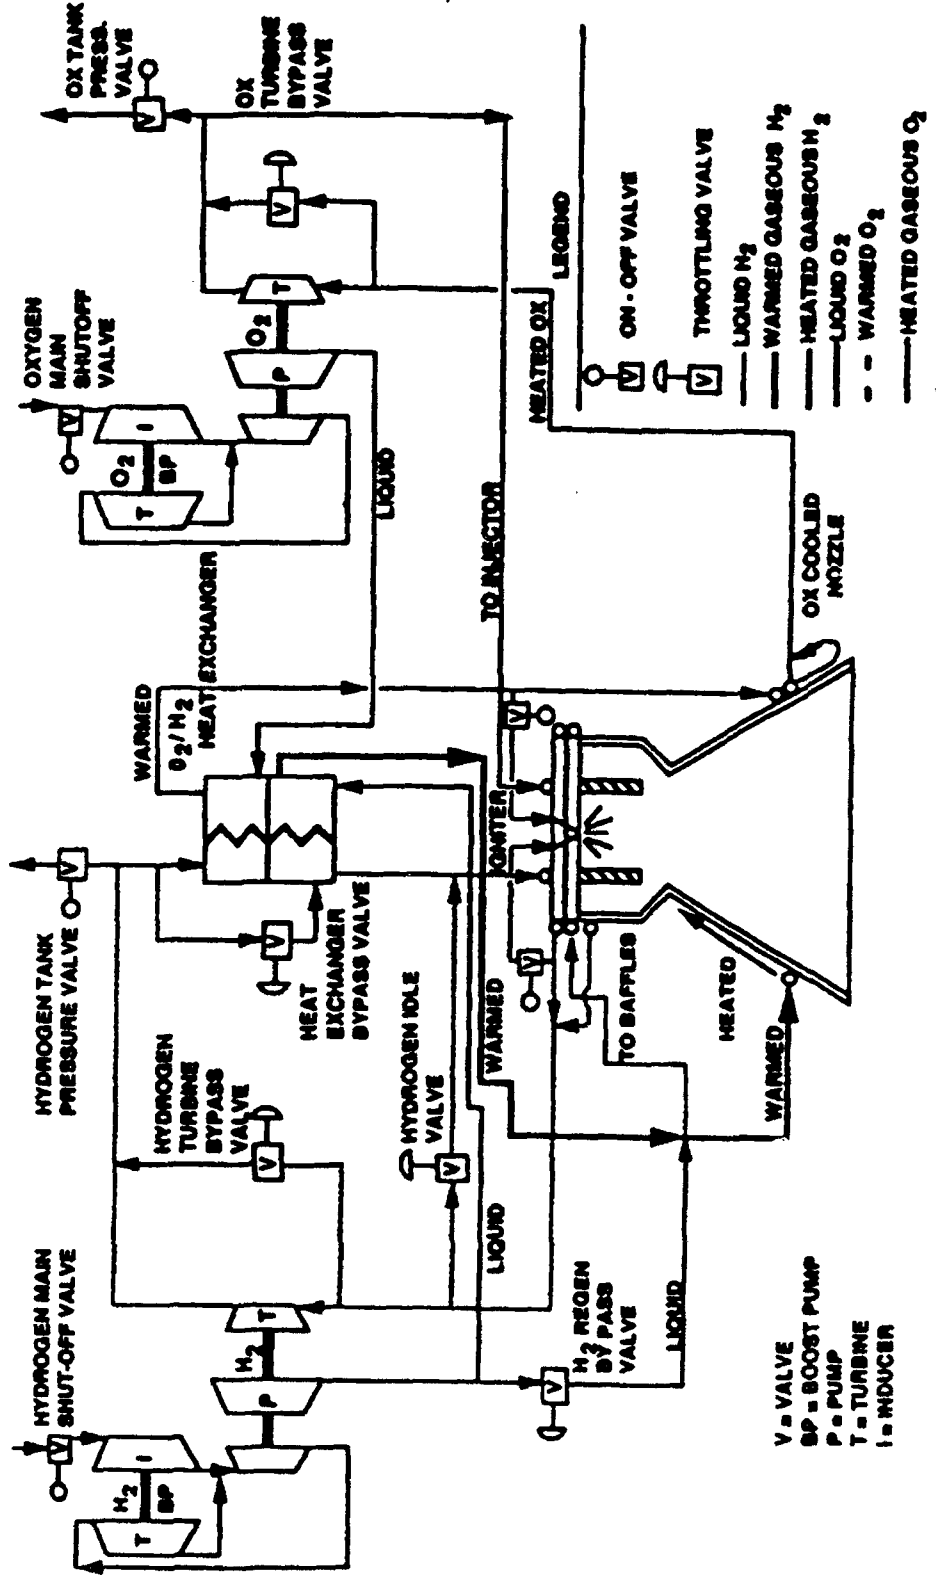 HYDROGEN MAIN
SHUT-OFF VALVE
V
I
H2
BP
T
H2
P
T
HYDROGEN TANK
PRESSURE VALVE
V
HYDROGEN
TURBINE
BYPASS
VALVE
V
HEAT
EXCHANGER
BYPASS VALVE
V
WARMED
O2/H2
HEAT EXCHANGER
OXYGEN
MAIN
SHUTOFF
VALVE
V
I
O2
BP
T
P
O2
T
OX TANK
PRESS.
VALVE
V
OX
TURBINE
BYPASS
VALVE
V
LIQUID
HYDROGEN IDLE
VALVE
V
LIQUID
WARMED
IGNITER
TO INJECTOR
HEATED OX
V
V
H2 REGEN
BY PASS
VALVE
V
LIQUID
TO BAFFLES
HEATED
WARMED
OX COOLED
NOZZLE
V = VALVE
BP = BOOST PUMP
P = PUMP
T = TURBINE
I = INDUCER
LEGEND
V ON - OFF VALVE
V THROTTLING VALVE
LIQUID H2
WARMED GASEOUS H2
HEATED GASEOUS H2
LIQUID O2
WARMED O2
HEATED GASEOUS O2